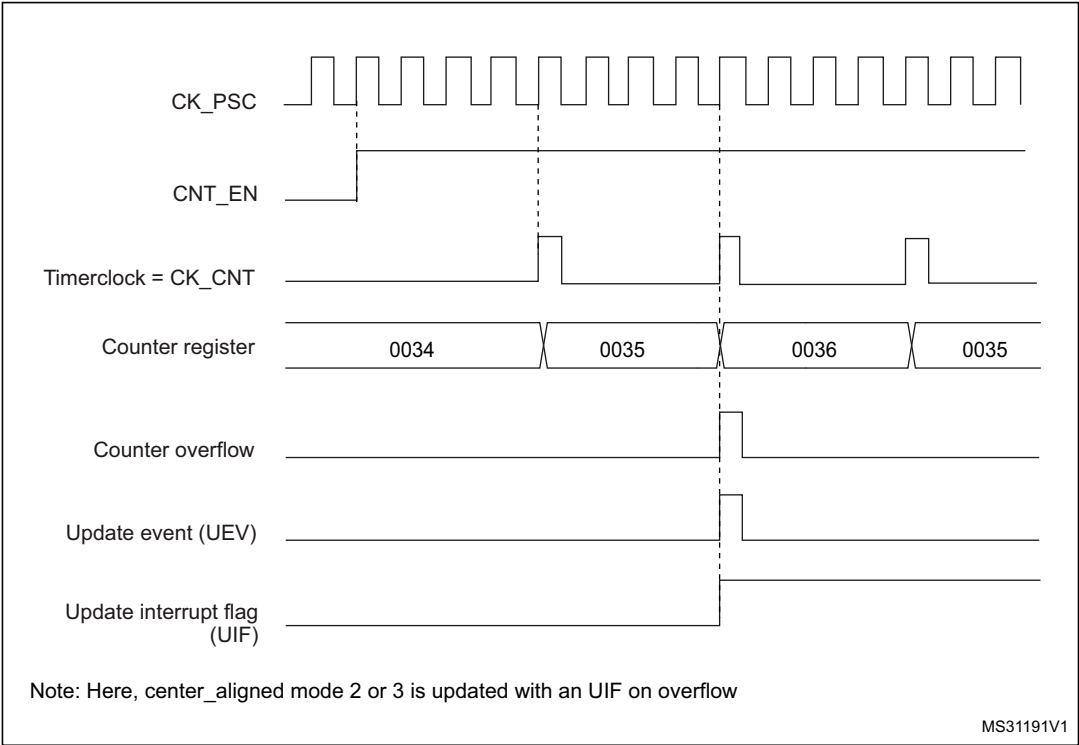 CK_PSC
CNT_EN
Timerclock = CK_CNT
Counter register
0034
0035
0036
0035
Counter overflow
Update event (UEV)
Update interrupt flag
(UIF)
Note: Here, center_aligned mode 2 or 3 is updated with an UIF on overflow
MS31191V1